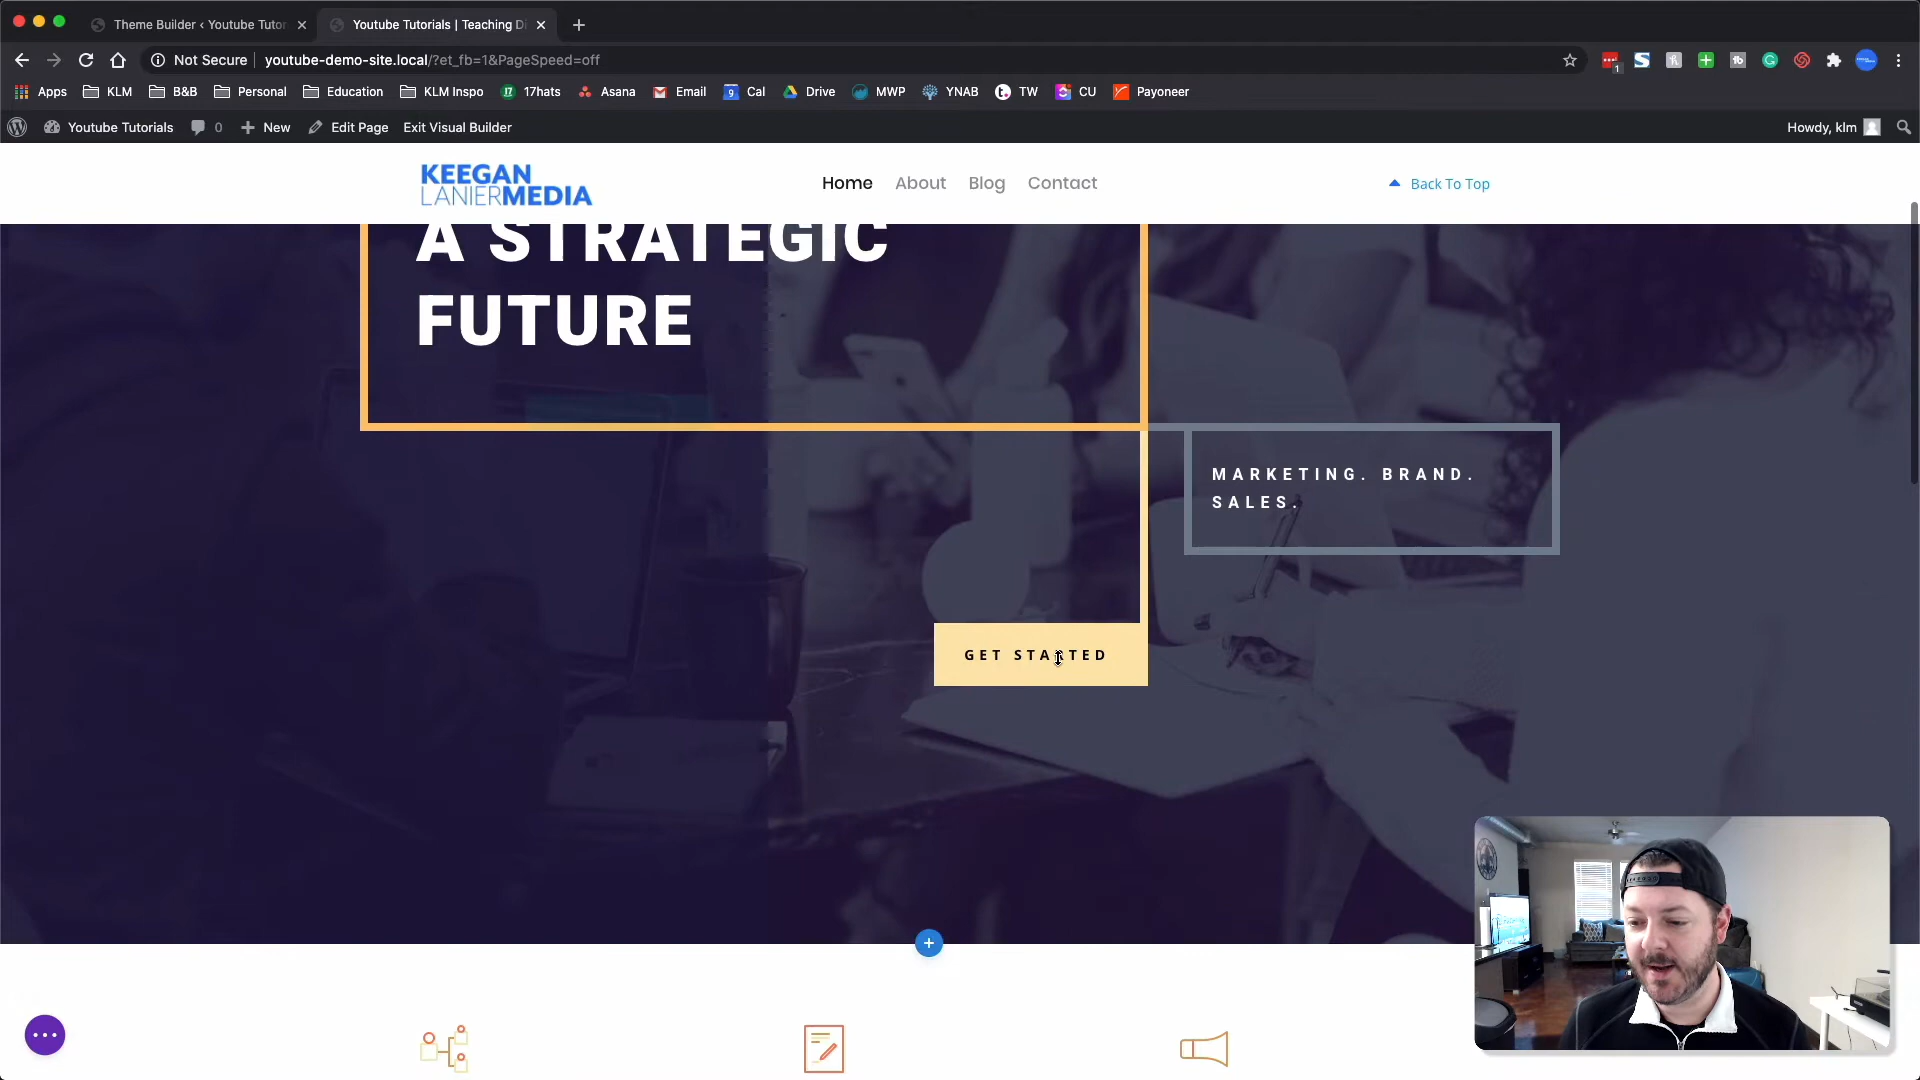 Theme Builder ‹ Youtube Tutor
Youtube Tutorials | Teaching Di
Not Secure
youtube-demo-site.local/?et_fb=1&PageSpeed=off
1
Apps
KLM
B&B
Personal
Education
KLM Inspo
17hats
Asana
Email
Cal
Drive
MWP
YNAB
TW
CU
Payoneer
Youtube Tutorials
0
New
Edit Page
Exit Visual Builder
Howdy, klm
KEEGAN
LANIERMEDIA
Home
About
Blog
Contact
Back To Top
A STRATEGIC
FUTURE
MARKETING. BRAND.
SALES.
GET STARTED